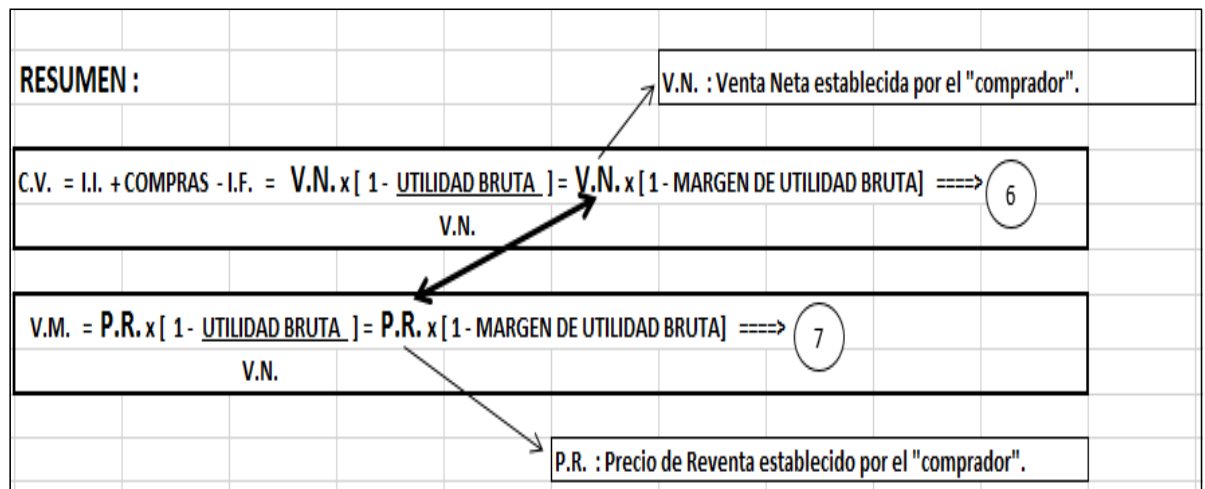 RESUMEN :
V.N. : Venta Neta establecida por el "comprador".
C.V. = I.I. + COMPRAS - I.F. = V.N. x [ 1 - UTILIDAD BRUTA ] = V.N. x [ 1 - MARGEN DE UTILIDAD BRUTA] ====> 6
V.N.
V.M. = P.R. x [ 1 - UTILIDAD BRUTA ] = P.R. x [ 1 - MARGEN DE UTILIDAD BRUTA] ====> 7
V.N.
P.R. : Precio de Reventa establecido por el "comprador".